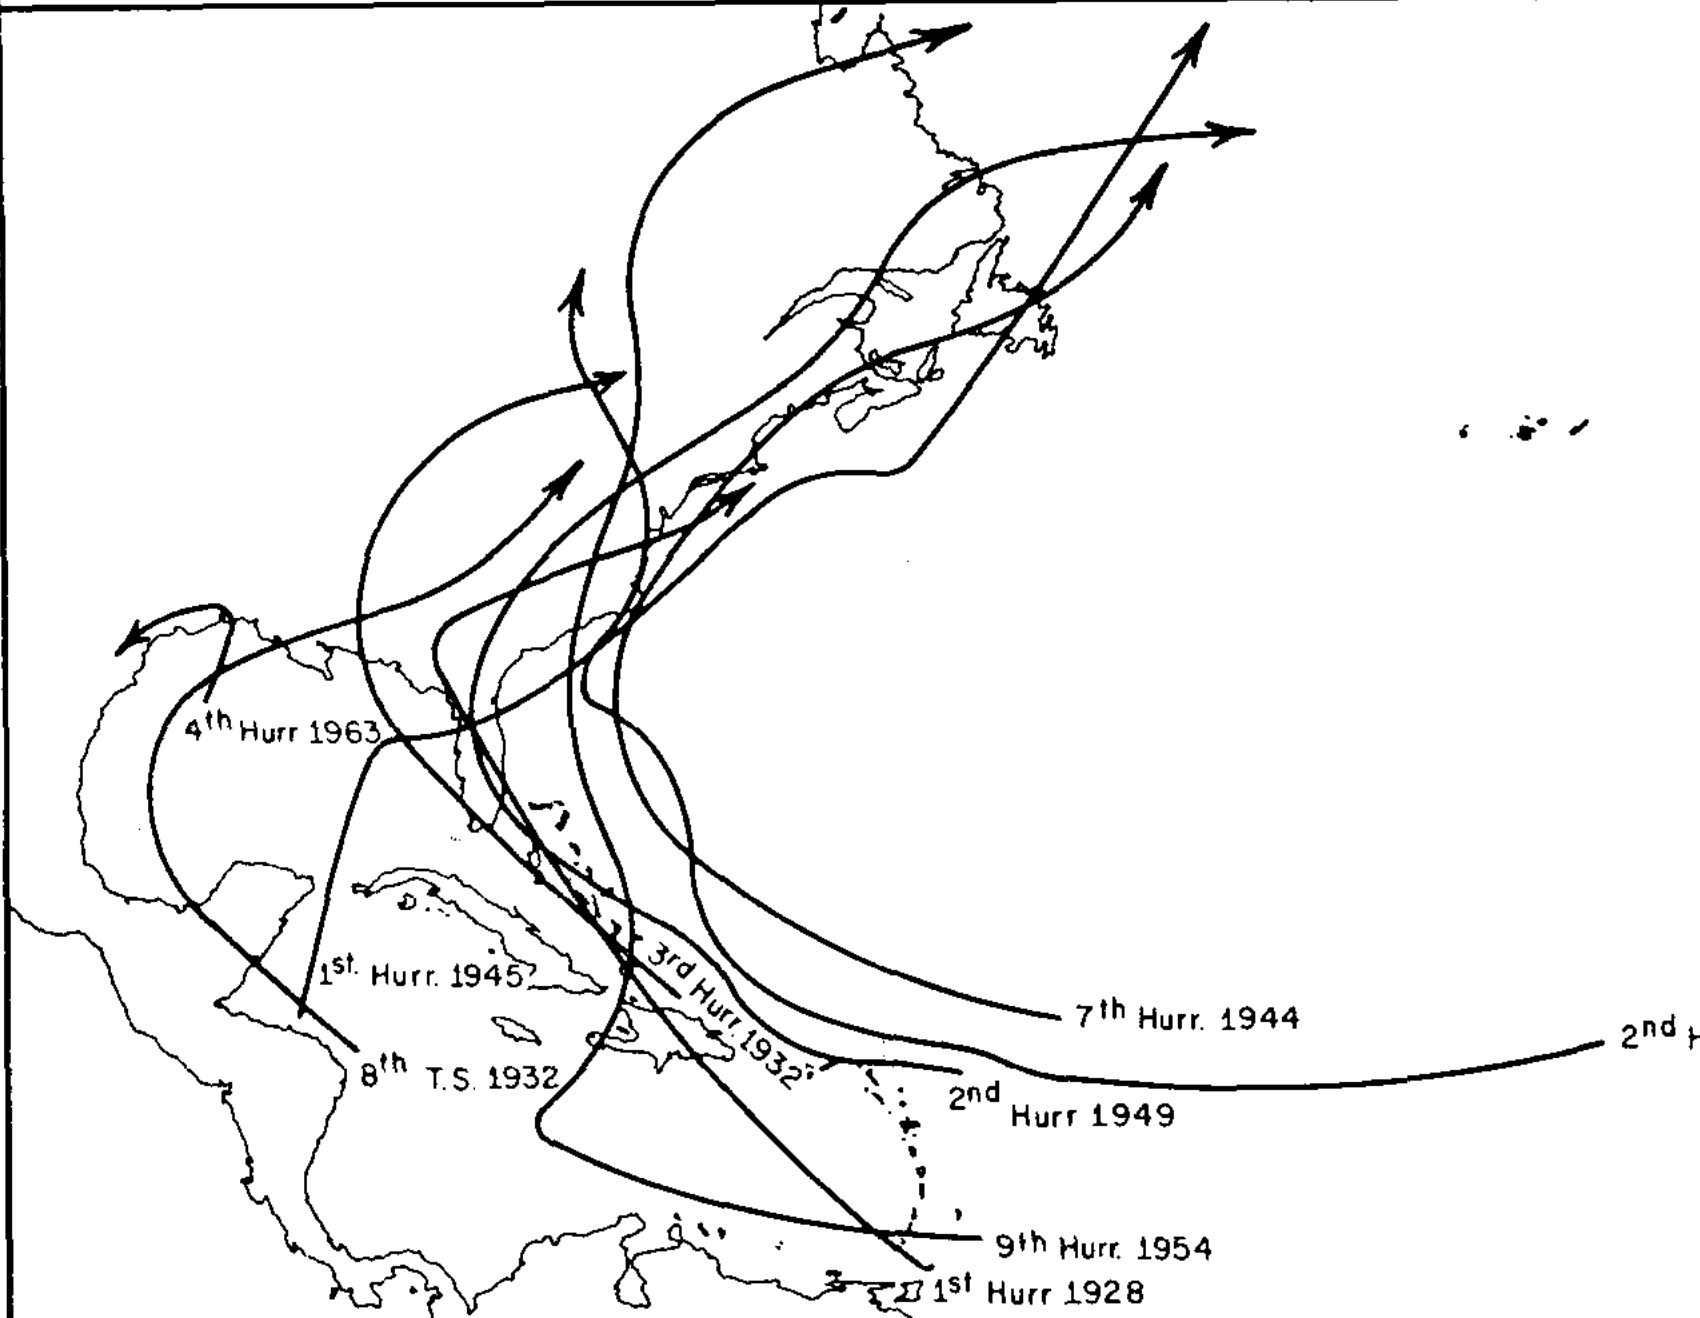 4th Hurr 1963
1st. Hurr. 1945
3rd Hurr. 1932
7th Hurr. 1944
2nd H
8th T.S. 1932
2nd Hurr 1949
9th Hurr. 1954
1st Hurr 1928